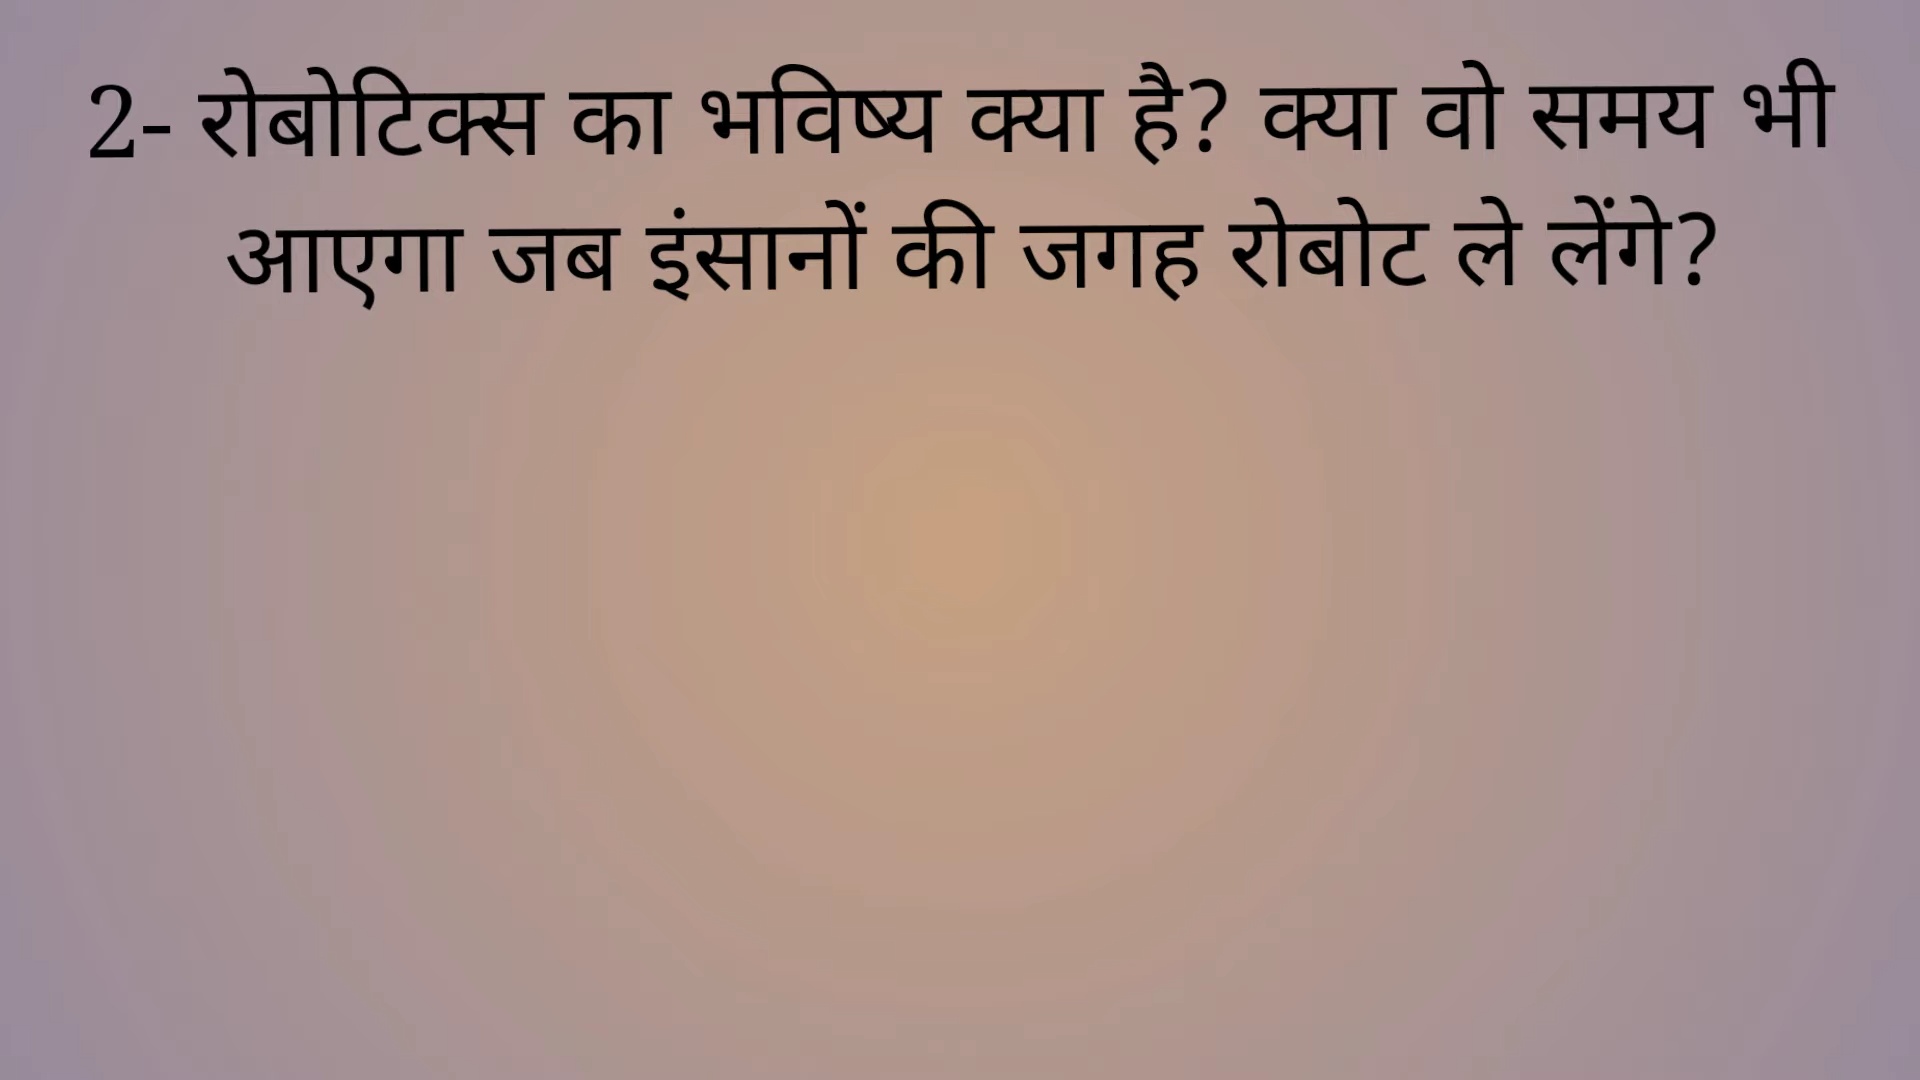 2- रोबोटिक्स का भविष्य क्या है? क्या वो समय भी
आएगा जब इंसानों की जगह रोबोट ले लेंगे?